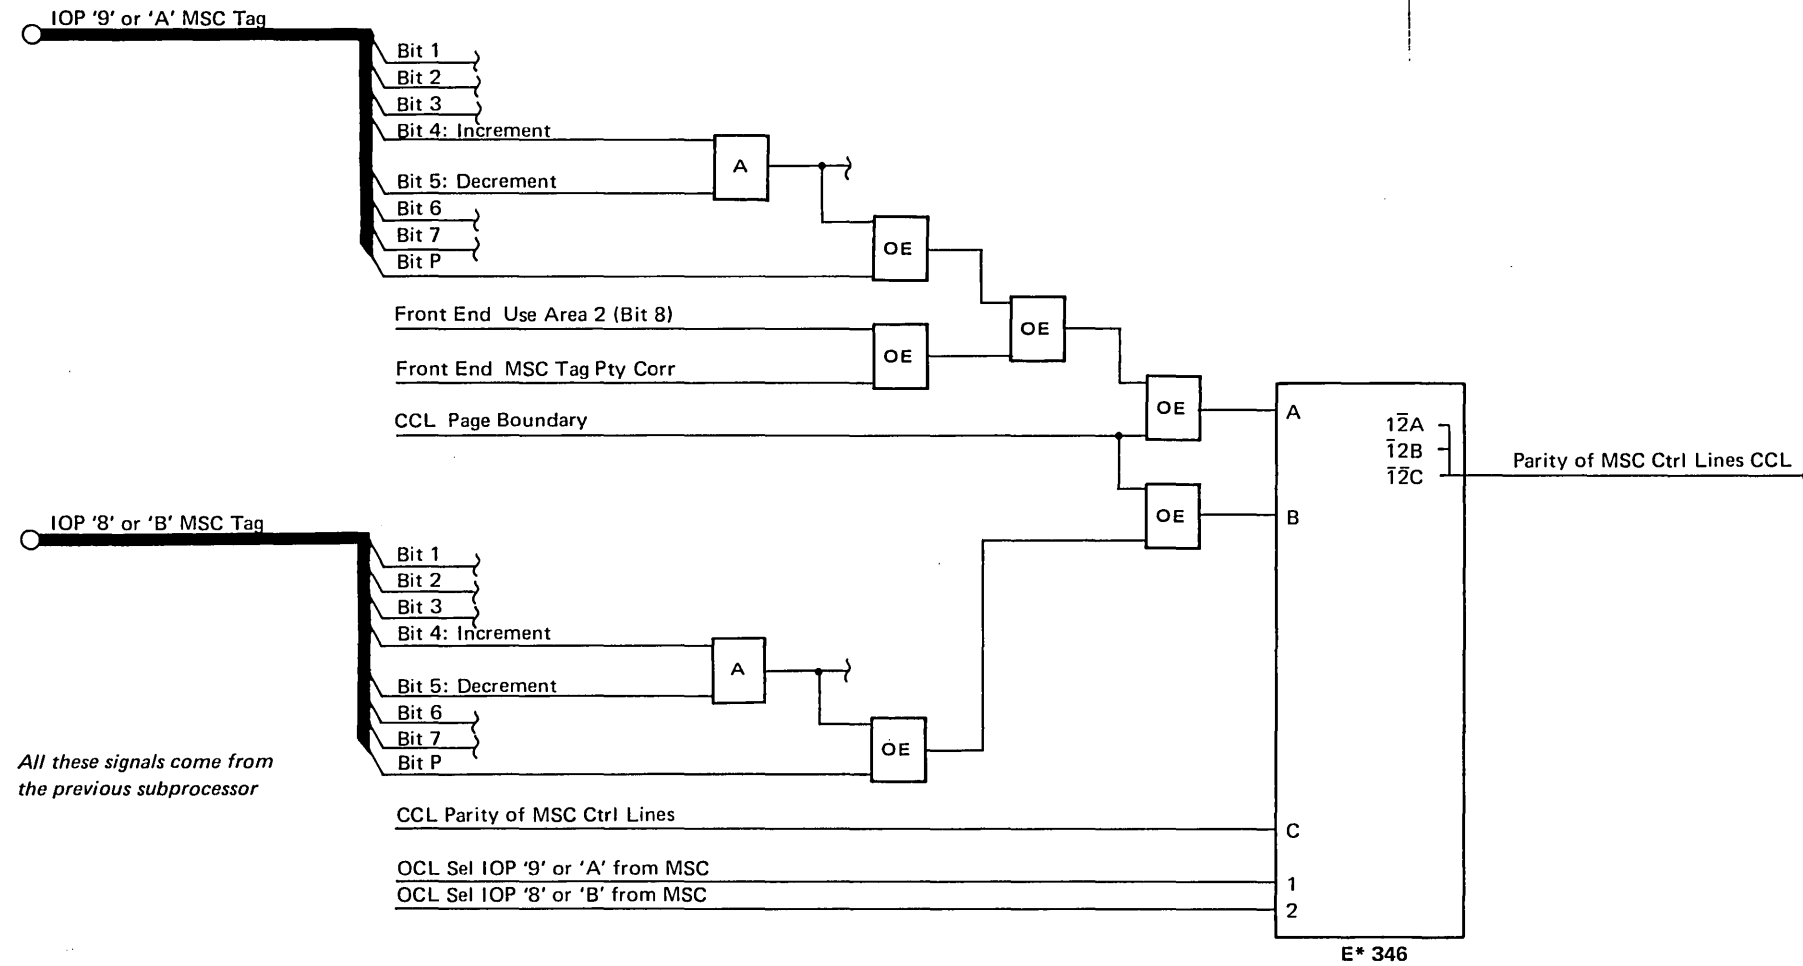 IOP '9' or 'A' MSC Tag
Bit 1
Bit 2
Bit 3
Bit 4: Increment
A
Bit 5: Decrement
Bit 6
Bit 7
OE
Bit P
Front End Use Area 2 (Bit 8)
OE
OE
Front End MSC Tag Pty Corr
OE
A
CCL Page Boundary
12̅A
1̅2B
1̅2̅C
Parity of MSC Ctrl Lines CCL
OE
B
IOP '8' or 'B' MSC Tag
Bit 1
Bit 2
Bit 3
Bit 4: Increment
A
Bit 5: Decrement
Bit 6
Bit 7
OE
Bit P
All these signals come from
the previous subprocessor
CCL Parity of MSC Ctrl Lines
C
OCL Sel IOP '9' or 'A' from MSC
1
OCL Sel IOP '8' or 'B' from MSC
2
E* 346